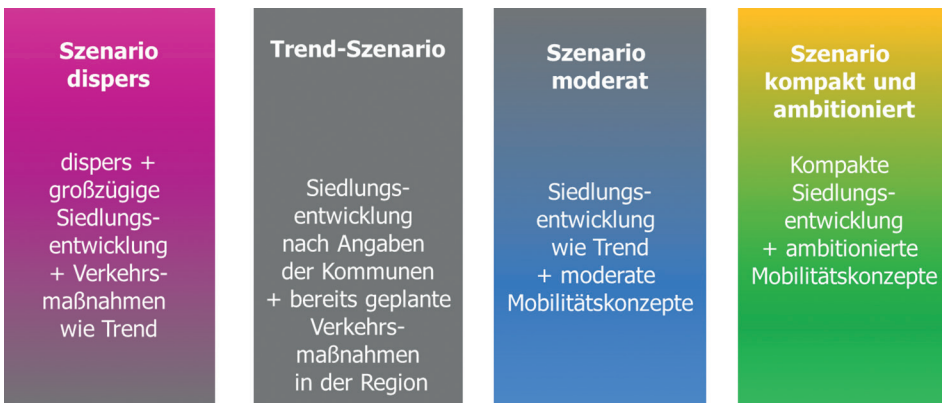 Szenario
dispers
dispers +
großzügige
Siedlungs-
entwicklung
+ Verkehrs-
maßnahmen
wie Trend
Trend-Szenario
Siedlungs-
entwicklung
nach Angaben
der Kommunen
+ bereits geplante
Verkehrs-
maßnahmen
in der Region
Szenario
moderat
Siedlungs-
entwicklung
wie Trend
+ moderate
Mobilitätskonzepte
Szenario
kompakt und
ambitioniert
Kompakte
Siedlungs-
entwicklung
+ ambitionierte
Mobilitätskonzepte